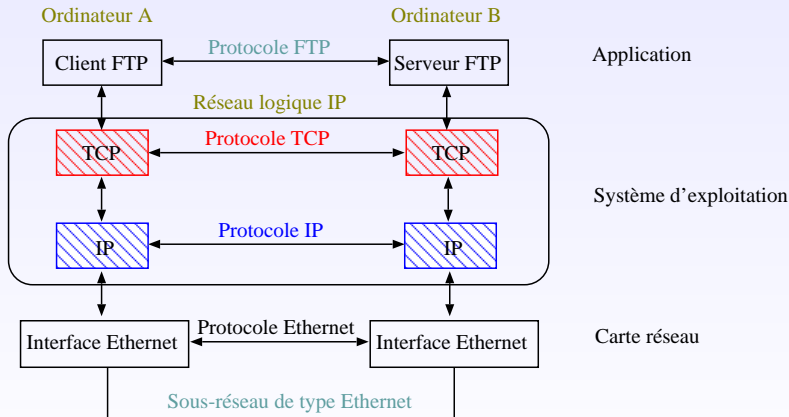 Ordinateur A
Ordinateur B
Client FTP
Protocole FTP
Serveur FTP
Application
Réseau logique IP
TCP
Protocole TCP
TCP
Système d'exploitation
IP
Protocole IP
IP
Interface Ethernet
Protocole Ethernet
Interface Ethernet
Carte réseau
Sous-réseau de type Ethernet